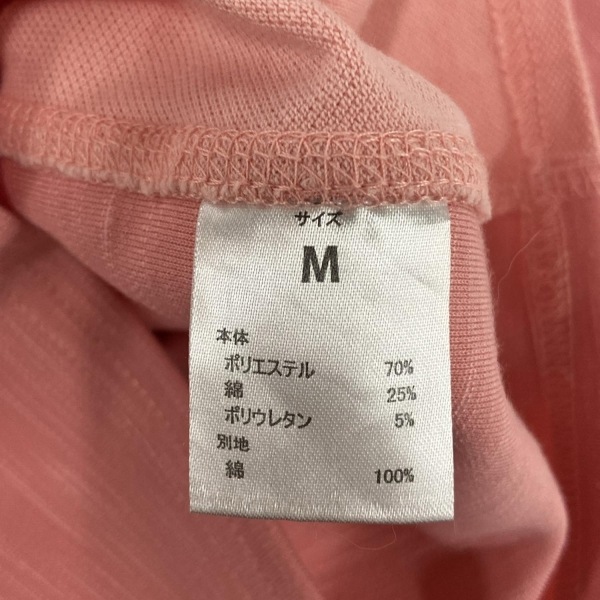 サイズ
M
本体
ポリエステル 70%
綿 25%
ポリウレタン 5%
別地
綿 100%